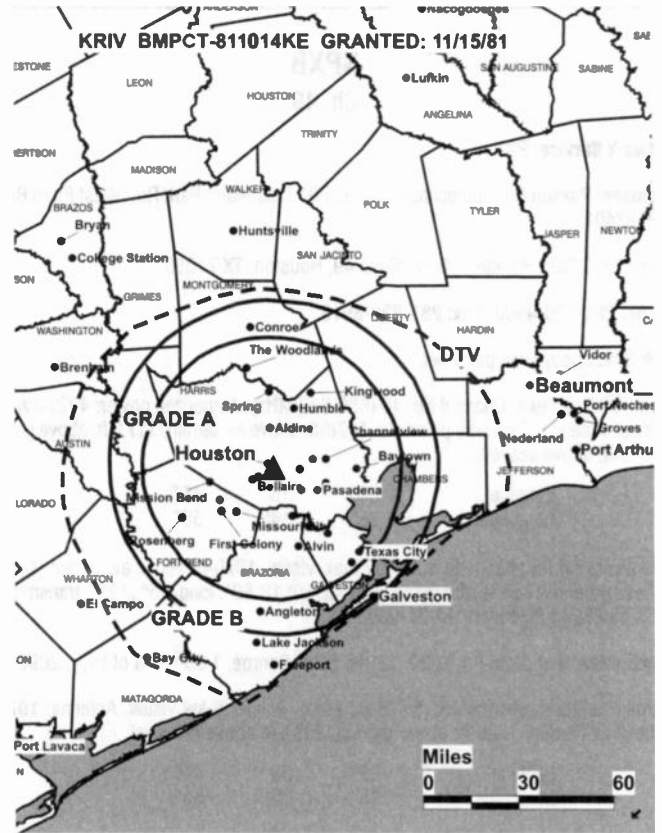 Nacogdoches
KRIV BMPCT-811014KE GRANTED: 11/15/81
LEON
HOUSTON
Lufkin
SAN AUGUSTINE
SABINE
ANGELINA
TRINITY
MADISON
WALKER
POLK
TYLER
JASPER
NEWTON
BRAZOS
Bryan
Huntsville
College Station
SAN JACINTO
GRIMES
MONTGOMERY
LIBERTY
HARDIN
WASHINGTON
Conroe
DTV
Vidor
The Woodlands
Brenham
Beaumont
HARRIS
Kingwood
Spring
Humble
Port Neches
GRADE A
Aldine
Channelview
Groves
Nederland
AUSTIN
Houston
Baytown
Port Arthu
CHAMBERS
JEFFERSON
Bellaire
Pasadena
Mission Bend
Missouri City
Rosenberg
First Colony
Alvin
Texas City
FORT BEND
BRAZORIA
GALVESTON
WHARTON
El Campo
Galveston
GRADE B
Angleton
Lake Jackson
Bay City
Freeport
MATAGORDA
Port Lavaca
Miles
0 30 60